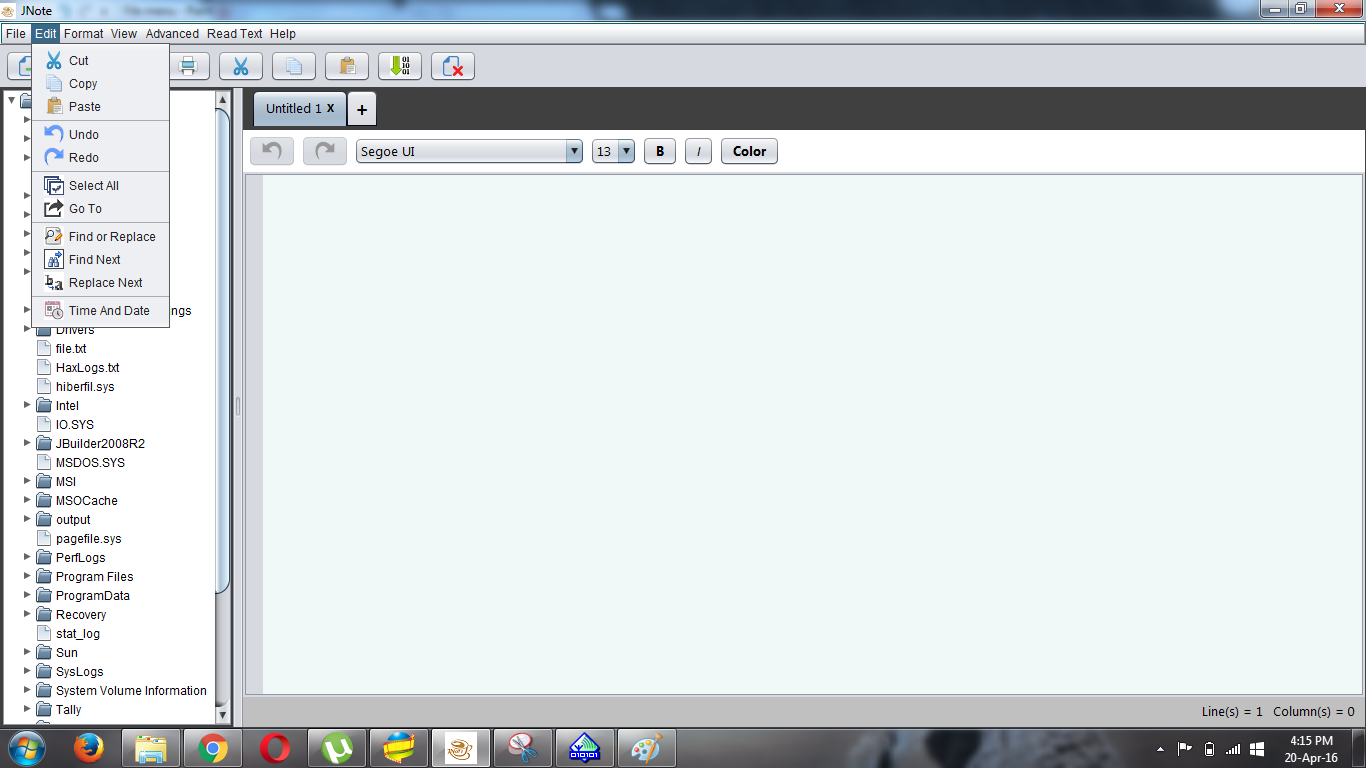 JNote
File Edit Format View Advanced Read Text Help
Cut
Copy
Paste
Undo
Redo
Select All
Go To
Find or Replace
Find Next
Replace Next
Time And Date
ngs
Drivers
file.txt
HaxLogs.txt
hiberfil.sys
Intel
IO.SYS
JBuilder2008R2
MSDOS.SYS
MSI
MSOCache
output
pagefile.sys
PerfLogs
Program Files
ProgramData
Recovery
stat_log
Sun
SysLogs
System Volume Information
Tally
Untitled 1 x +
Segoe UI 13 B I Color
Line(s) = 1 Column(s) = 0
4:15 PM
20-Apr-16